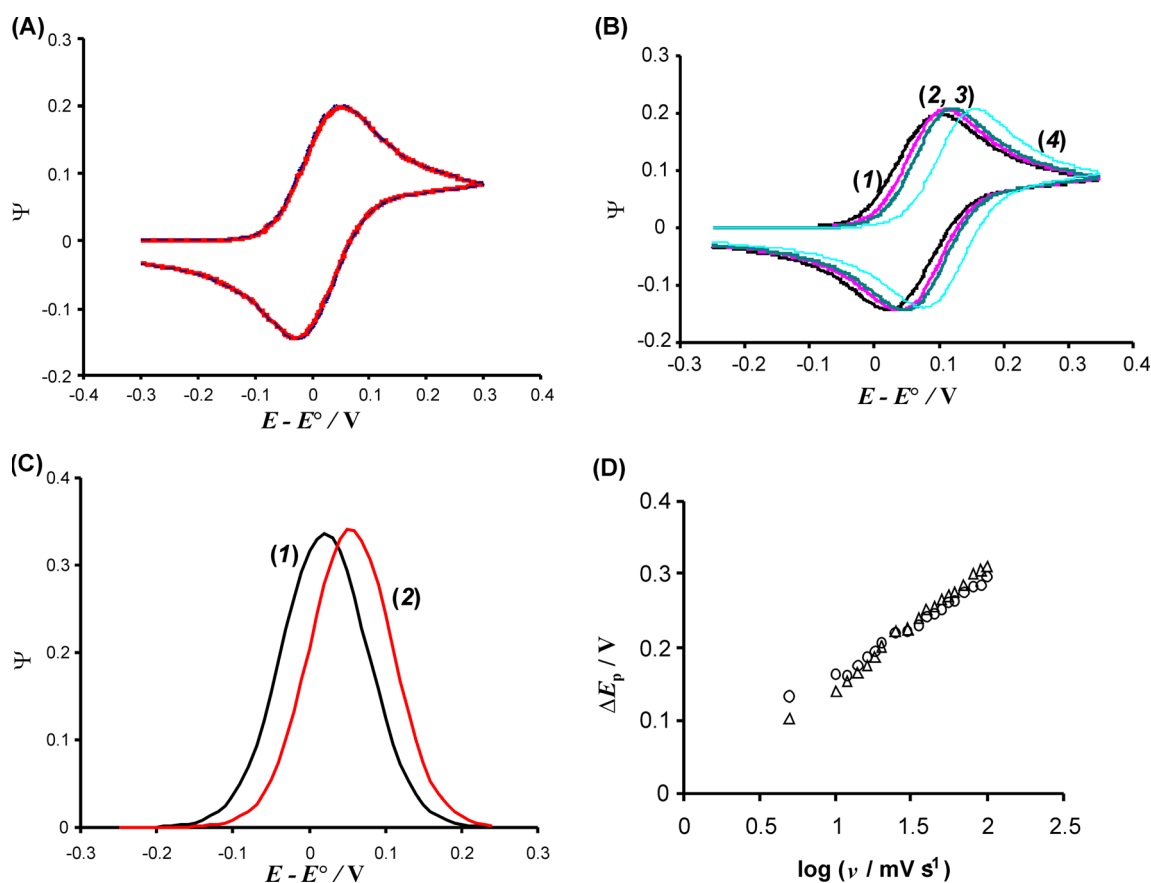 (A)
0.3
0.2
0.1
0
-0.1
-0.2
Ψ
-0.4 -0.3 -0.2 -0.1 0 0.1 0.2 0.3 0.4
E - E° / V
(B)
0.3
0.2
0.1
0
-0.1
-0.2
Ψ
(1)
(2, 3)
(4)
-0.3 -0.2 -0.1 0 0.1 0.2 0.3 0.4
E - E° / V
(C)
0.4
0.3
0.2
0.1
0
Ψ
(1)
(2)
-0.3 -0.2 -0.1 0 0.1 0.2 0.3
E - E° / V
(D)
0.4
0.3
0.2
0.1
0
ΔEp / V
0 0.5 1 1.5 2 2.5
log (ν / mV s¹)